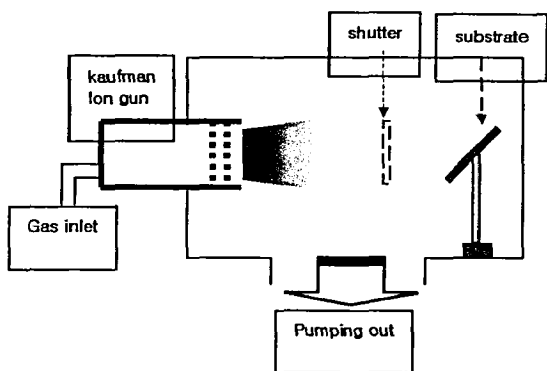 shutter
substrate
kaufman
Ion gun
Gas inlet
Pumping out